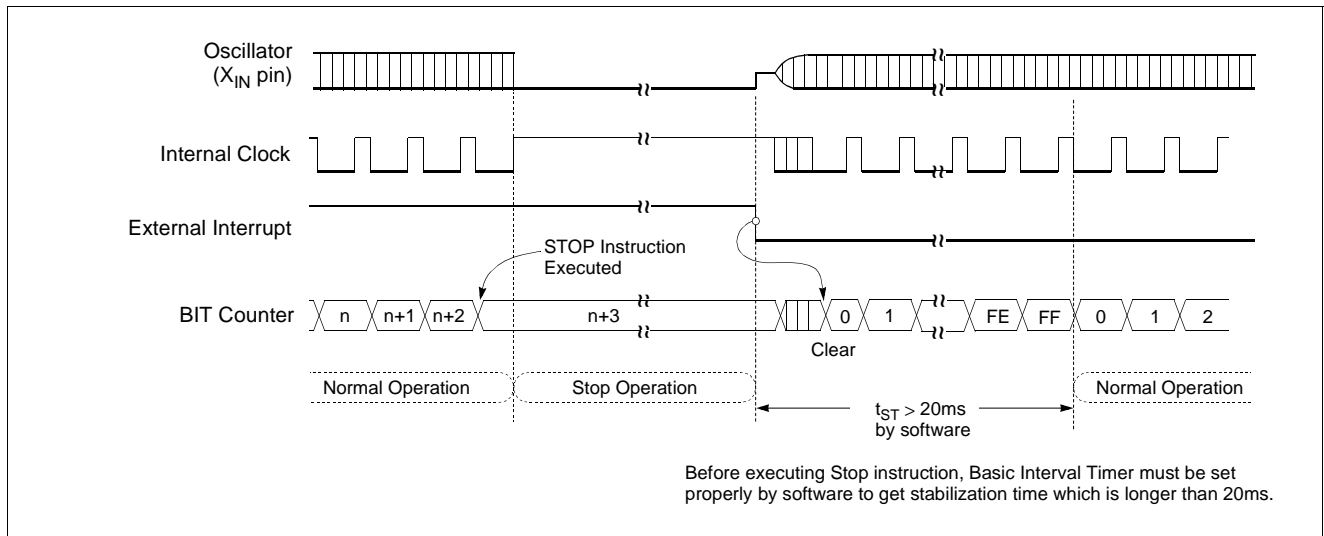 Oscillator
(XIN pin)
Internal Clock
External Interrupt
STOP Instruction
Executed
BIT Counter
n n+1 n+2 n+3 0 1 FE FF 0 1 2
Clear
Normal Operation Stop Operation Normal Operation
tST > 20ms
by software
Before executing Stop instruction, Basic Interval Timer must be set
properly by software to get stabilization time which is longer than 20ms.